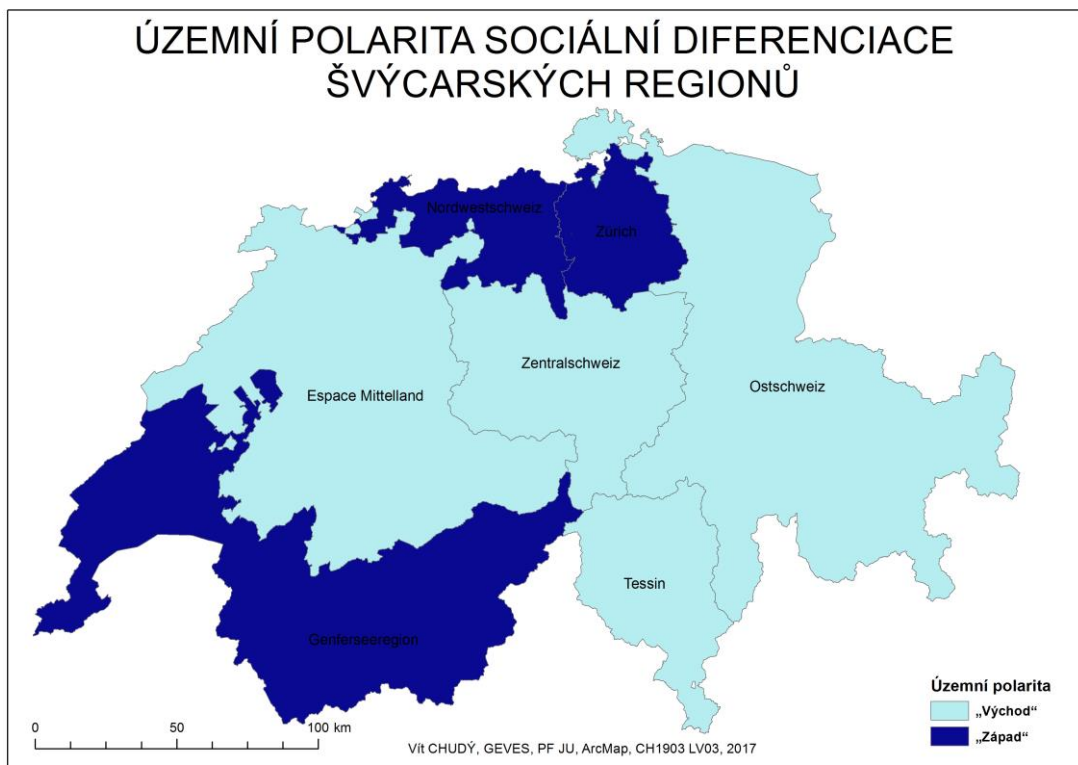 ÚZEMNÍ POLARITA SOCIÁLNÍ DIFERENCIACE
ŠVÝCARSKÝCH REGIONŮ
Nordwestschweiz
Zürich
Zentralschweiz
Ostschweiz
Espace Mittelland
Tessin
Genferseeregion
Územní polarita
„Východ“
„Západ“
0 50 100 km
Vít CHUDÝ, GEVES, PF JU, ArcMap, CH1903 LV03, 2017